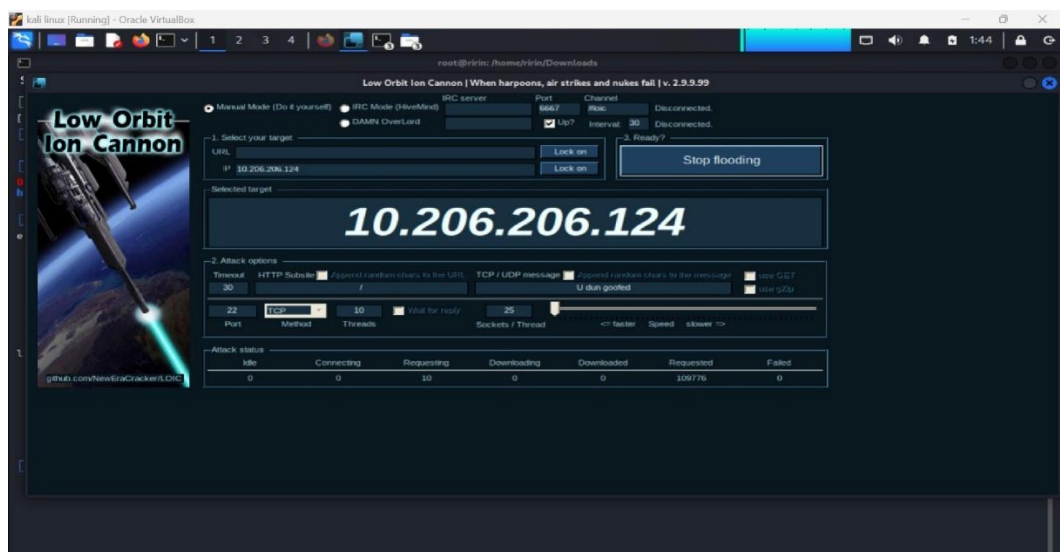 kali linux [Running] - Oracle VirtualBox
1 2 3 4
1:44
root@ririn: /home/ririn/Downloads
Low Orbit Ion Cannon | When harpoons, air strikes and nukes fail | v. 2.9.9.99
Low Orbit
Ion Cannon
github.com/NewEraCracker/LOIC
Manual Mode (Do it yourself) IRC Mode (HiveMind) IRC server Port Channel
6667 #loic Disconnected.
DAMN OverLord Up? Interval: 30 Disconnected.
1. Select your target
URL Lock on
IP 10.206.206.124 Lock on
3. Ready?
Stop flooding
Selected target
10.206.206.124
2. Attack options
Timeout HTTP Subsite Append random chars to the URL TCP / UDP message Append random chars to the message use GET
30 / U dun goofed use gZip
22 TCP 10 Wait for reply 25
Port Method Threads Sockets / Thread <= faster Speed slower =>
Attack status
Idle Connecting Requesting Downloading Downloaded Requested Failed
0 0 10 0 0 109776 0